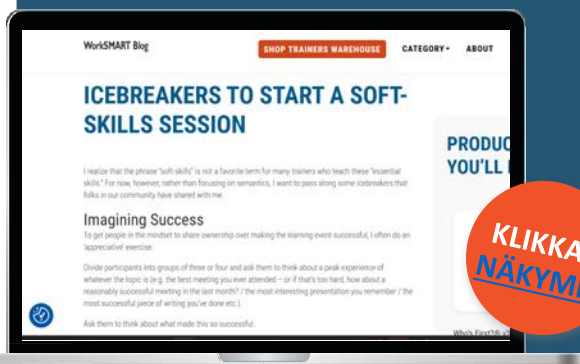 WorkSMART Blog
SHOP TRAINERS WAREHOUSE
CATEGORY
ABOUT
ICEBREAKERS TO START A SOFT-
SKILLS SESSION
I realize that the phrase "soft skills" is not a favorite term for many trainers who teach these "essential
skills." For now, however, rather than focusing on semantics, I want to pass along some icebreakers that
folks in our community have shared with me.
Imagining Success
To get people in the mindset to share ownership over making the learning event successful, I often do an
'appreciative' exercise.
Divide participants into groups of three or four and ask them to think about a peak experience of
whatever the topic is (e.g. the best meeting you ever attended – or if that's too hard, how about a
reasonably successful meeting in the last month? / the most interesting presentation you remember / the
most successful piece of writing you've done etc.).
Ask them to think about what made this so successful.
PRODUC
YOU'LL
KLIKKA
NÄKYM
Who's First?®